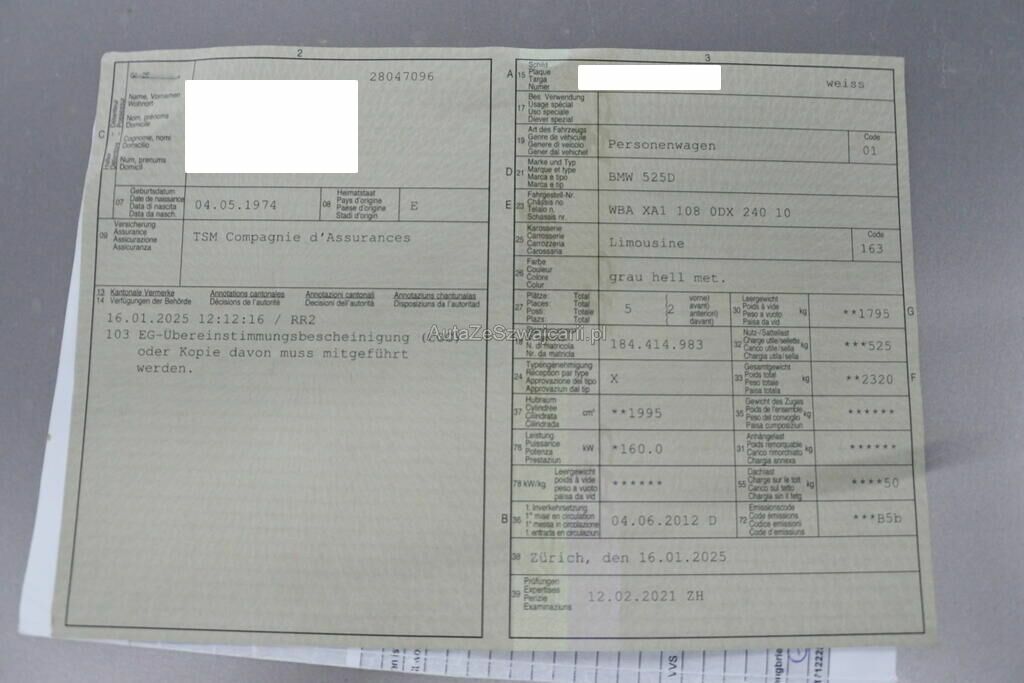 2
28047096
C
Name, Vornamen
Wohnort
Nom, prénoms
Domicile
Cognome, nomi
Domicilio
Num, prenums
Domicil
07 Geburtsdatum
Date de naissance
Data di nascita
Data da nasch.
04.05.1974
08 Heimatstaat
Pays d'origine
Paese d'origine
Stadi d'origin
E
09 Versicherung
Assurance
Assicurazione
Assicuranza
TSM Compagnie d'Assurances
13 Kantonale Vermerke Annotations cantonales Annotazioni cantonali Annotaziuns chantunalas
14 Verfügungen der Behörde Décisions de l'autorité Decisioni dell'autorità Disposiziuns da l'autoritad
16.01.2025 12:12:16 / RR2
103 EG-Übereinstimmungsbescheinigung
oder Kopie davon muss mitgeführt
werden.
AutaZeSzwajcarii.pl
3
A 15 Schild
Plaque
Targa
Numer
weiss
17 Bes. Verwendung
Usage spécial
Uso speciale
Diever spezial
19 Art des Fahrzeugs
Genre de véhicule
Genere di veicolo
Gener dal vehichel
Personenwagen
Code
01
D 21 Marke und Typ
Marque et type
Marca e tipo
Marca e tip
BMW 525D
E 23 Fahrgestell-Nr.
Châssis no
Telaio n.
Schassis nr.
WBA XA1 108 0DX 240 10
25 Karosserie
Carrosserie
Carrozzeria
Carossaria
Limousine
Code
163
26 Farbe
Couleur
Colore
Colur
grau hell met.
27 Plätze: Total
Places: Total
Posti: Totale
Plazs: Total
5 2
vorne)
avant)
anteriori)
davant)
30 Leergewicht
Poids à vide
Peso a vuoto
Paisa da vid
kg
**1795
G
N. di matricola
Nr. da matricla
184.414.983
32 Nutz-/Sattellast
Charge utile/sellette
Carico utile/sella
Chargia utila/sella
kg
***525
24 Typengenehmigung
Réception par type
Approvazione del tipo
Approvaziun dal tip
X
33 Gesamtgewicht
Poids total
Peso totale
Paisa totala
kg
**2320
F
37 Hubraum
Cylindrée
Cilindrata
Cilindrada
cm³
**1995
35 Gewicht des Zuges
Poids de l'ensemble
Peso del convoglio
Paisa cumposiziun
kg
******
76 Leistung
Puissance
Potenza
Prestaziun
kW
*160.0
31 Anhängelast
Poids remorquable
Carico rimorchiato
Chargia annexa
kg
******
78 kW/kg
Leergewicht
poids à vide
peso a vuoto
paisa da vid
******
55 Dachlast
Charge sur le toit
Carico sul tetto
Chargia sin il tetg
kg
****50
B 36 1. Inverkehrsetzung
1re mise en circulation
1a messa in circolazione
1. entrada en circulaziun
04.06.2012 D
72 Emissionscode
Code émissions
Codice emissioni
Code d'emissiuns
***B5b
38 Zürich, den 16.01.2025
39 Prüfungen
Expertises
Perizie
Examinaziuns
12.02.2021 ZH
VVS